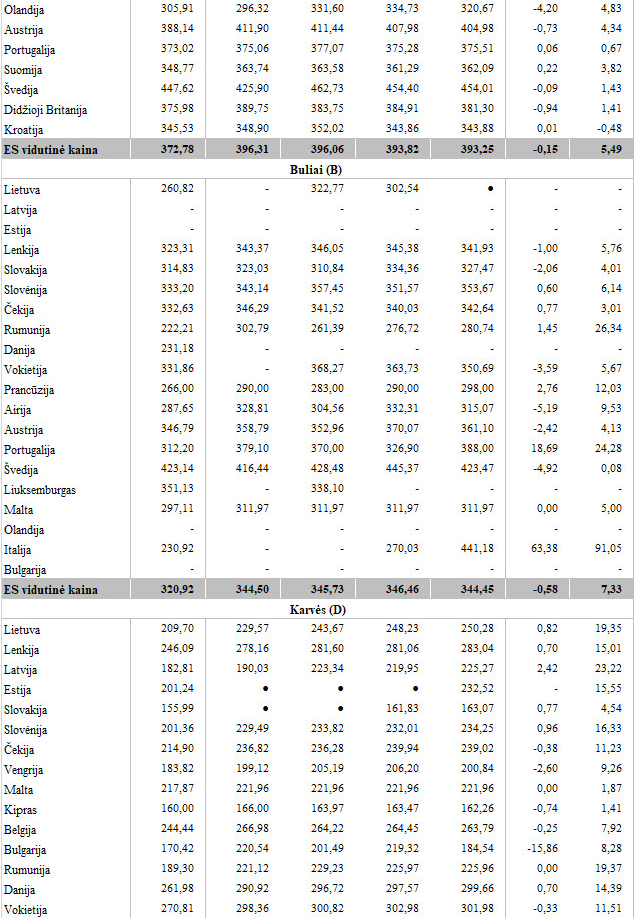 Olandija 305,91 296,32 331,60 334,73 320,67 -4,20 4,83
Austrija 388,14 411,90 411,44 407,98 404,98 -0,73 4,34
Portugalija 373,02 375,06 377,07 375,28 375,51 0,06 0,67
Suomija 348,77 363,74 363,58 361,29 362,09 0,22 3,82
Švedija 447,62 425,90 462,73 454,40 454,01 -0,09 1,43
Didžioji Britanija 375,98 389,75 383,75 384,91 381,30 -0,94 1,41
Kroatija 345,53 348,90 352,02 343,86 343,88 0,01 -0,48
ES vidutinė kaina 372,78 396,31 396,06 393,82 393,25 -0,15 5,49
Buliai (B)
Lietuva 260,82 - 322,77 302,54 ● - -
Latvija - - - - - - -
Estija - - - - - - -
Lenkija 323,31 343,37 346,05 345,38 341,93 -1,00 5,76
Slovakija 314,83 323,03 310,84 334,36 327,47 -2,06 4,01
Slovėnija 333,20 343,14 357,45 351,57 353,67 0,60 6,14
Čekija 332,63 346,29 341,52 340,03 342,64 0,77 3,01
Rumunija 222,21 302,79 261,39 276,72 280,74 1,45 26,34
Danija 231,18 - - - - - -
Vokietija 331,86 - 368,27 363,73 350,69 -3,59 5,67
Prancūzija 266,00 290,00 283,00 290,00 298,00 2,76 12,03
Airija 287,65 328,81 304,56 332,31 315,07 -5,19 9,53
Austrija 346,79 358,79 352,96 370,07 361,10 -2,42 4,13
Portugalija 312,20 379,10 370,00 326,90 388,00 18,69 24,28
Švedija 423,14 416,44 428,48 445,37 423,47 -4,92 0,08
Liuksemburgas 351,13 - 338,10 - - - -
Malta 297,11 311,97 311,97 311,97 311,97 0,00 5,00
Olandija - - - - - - -
Italija 230,92 - - 270,03 441,18 63,38 91,05
Bulgarija - - - - - - -
ES vidutinė kaina 320,92 344,50 345,73 346,46 344,45 -0,58 7,33
Karvės (D)
Lietuva 209,70 229,57 243,67 248,23 250,28 0,82 19,35
Lenkija 246,09 278,16 281,60 281,06 283,04 0,70 15,01
Latvija 182,81 190,03 223,34 219,95 225,27 2,42 23,22
Estija 201,24 ● ● ● 232,52 - 15,55
Slovakija 155,99 ● ● 161,83 163,07 0,77 4,54
Slovėnija 201,36 229,49 233,82 232,01 234,25 0,96 16,33
Čekija 214,90 236,82 236,28 239,94 239,02 -0,38 11,23
Vengrija 183,82 199,12 205,19 206,20 200,84 -2,60 9,26
Malta 217,87 221,96 221,96 221,96 221,96 0,00 1,87
Kipras 160,00 166,00 163,97 163,47 162,26 -0,74 1,41
Belgija 244,44 266,98 264,22 264,45 263,79 -0,25 7,92
Bulgarija 170,42 220,54 201,49 219,32 184,54 -15,86 8,28
Rumunija 189,30 221,12 229,23 225,97 225,96 0,00 19,37
Danija 261,98 290,92 296,72 297,57 299,66 0,70 14,39
Vokietija 270,81 298,36 300,82 302,98 301,98 -0,33 11,51